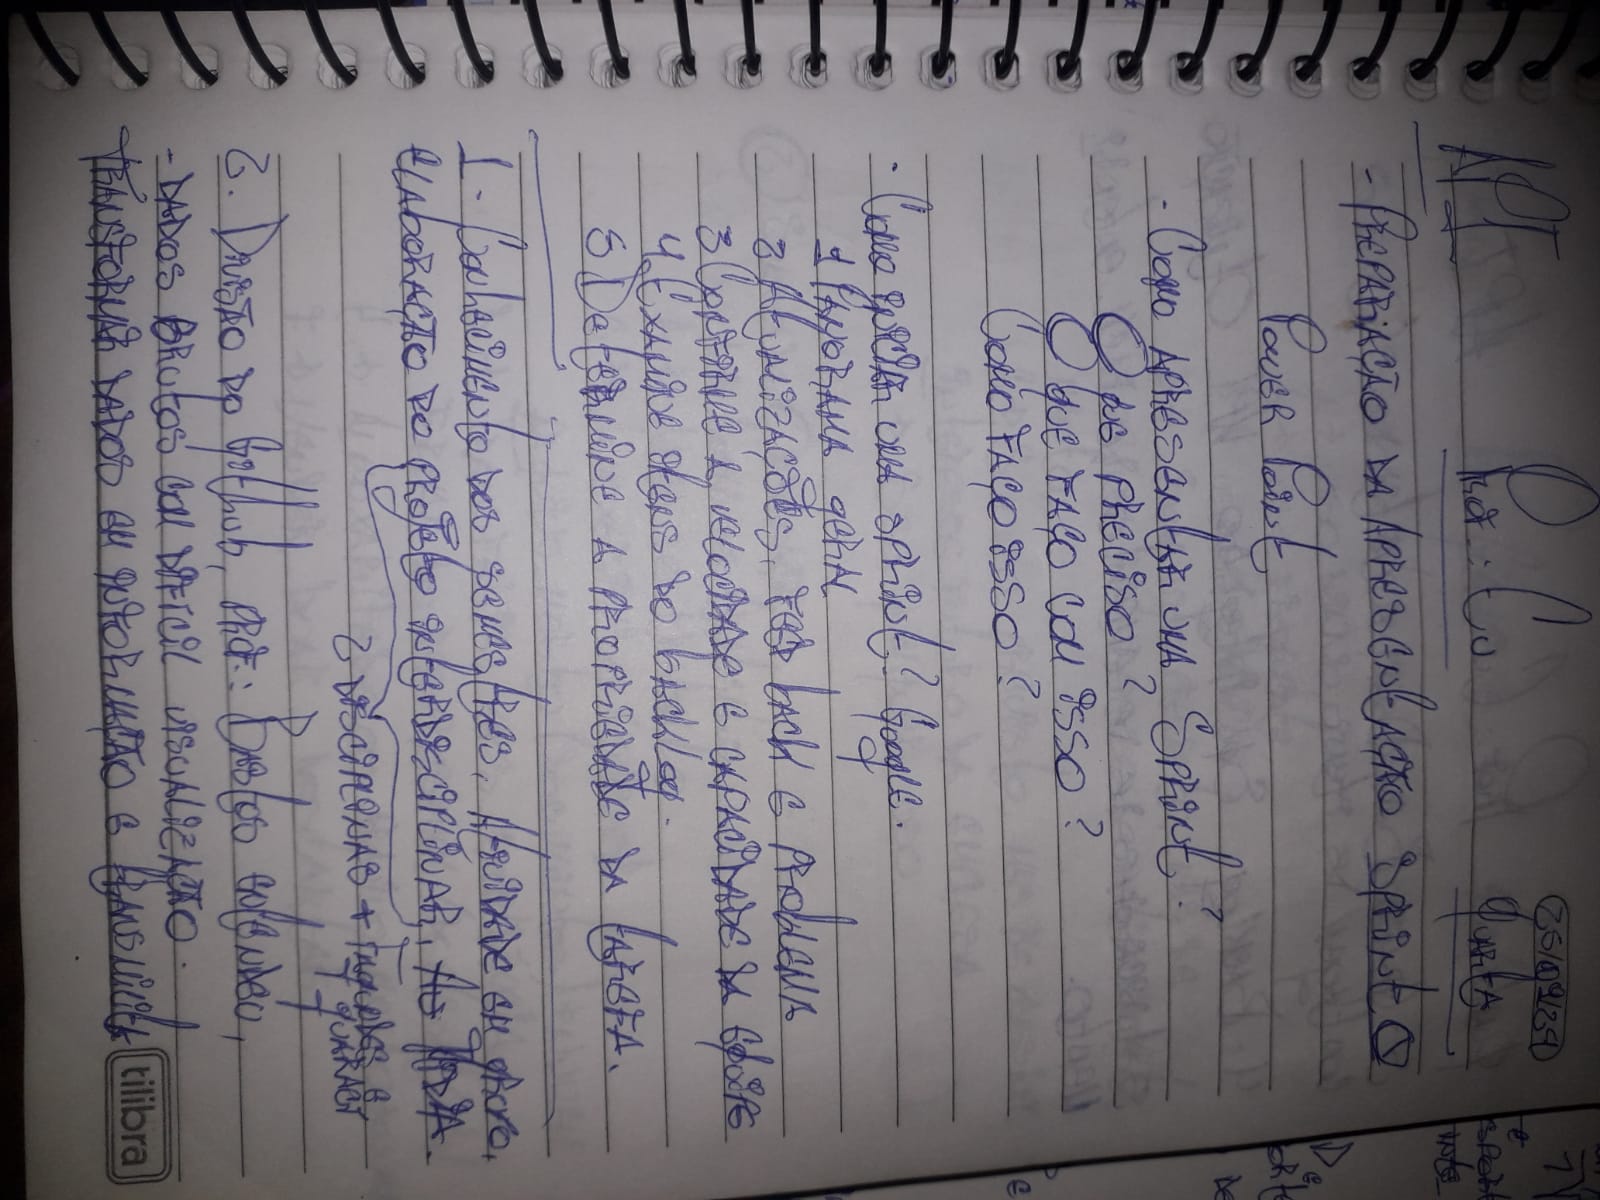 API Prof.: Cu 25/09/24
Quarta
- Preparação da Apresentação Sprint 0
Power Point
- Como apresentar uma Sprint?
O que preciso?
O que faço com isso?
Como faço isso?
- Como iniciar uma sprint? Google.
1 Panorama geral
2 Atualizações, feed back e problema
3 Confirme a velocidade e capacidade da equipe
4. Examine itens do backlog.
5 Determine a propriedade da tarefa.
1- Conhecimento dos semestres, Atividade em grupo,
elaboração do projeto interdisciplinar,
2 disciplinas +
2. Divisão do Github, prof.: Bastos entendeu,
- Dados brutos com difícil visualização.
Transformar dados em informação e transmitir
tilibra